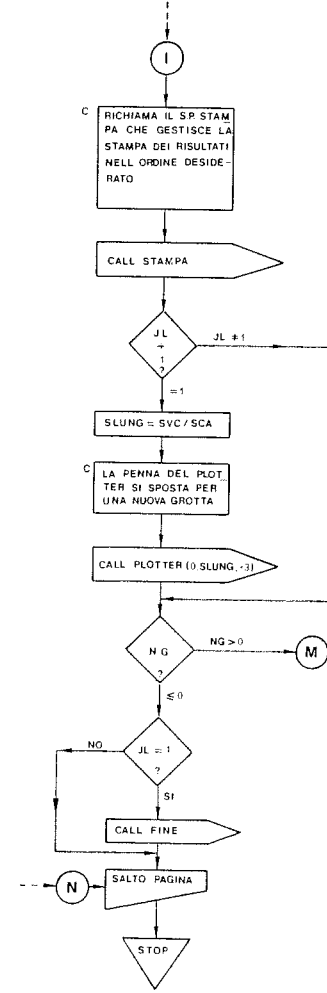 I
C
RICHIAMA IL S.P. STAM
PA CHE GESTISCE LA
STAMPA DEI RISULTATI
NELL ORDINE DESIDE-
RATO
CALL STAMPA
JL
÷
1
?
JL ≠ 1
=1
SLUNG = SVC / SCA
C
LA PENNA DEL PLOT
TER SI SPOSTA PER
UNA NUOVA GROTTA
CALL PLOTTER (0,SLUNG,-3)
NG
?
NG > 0
M
≤ 0
NO
JL = 1
?
SI
CALL FINE
N
SALTO PAGINA
STOP